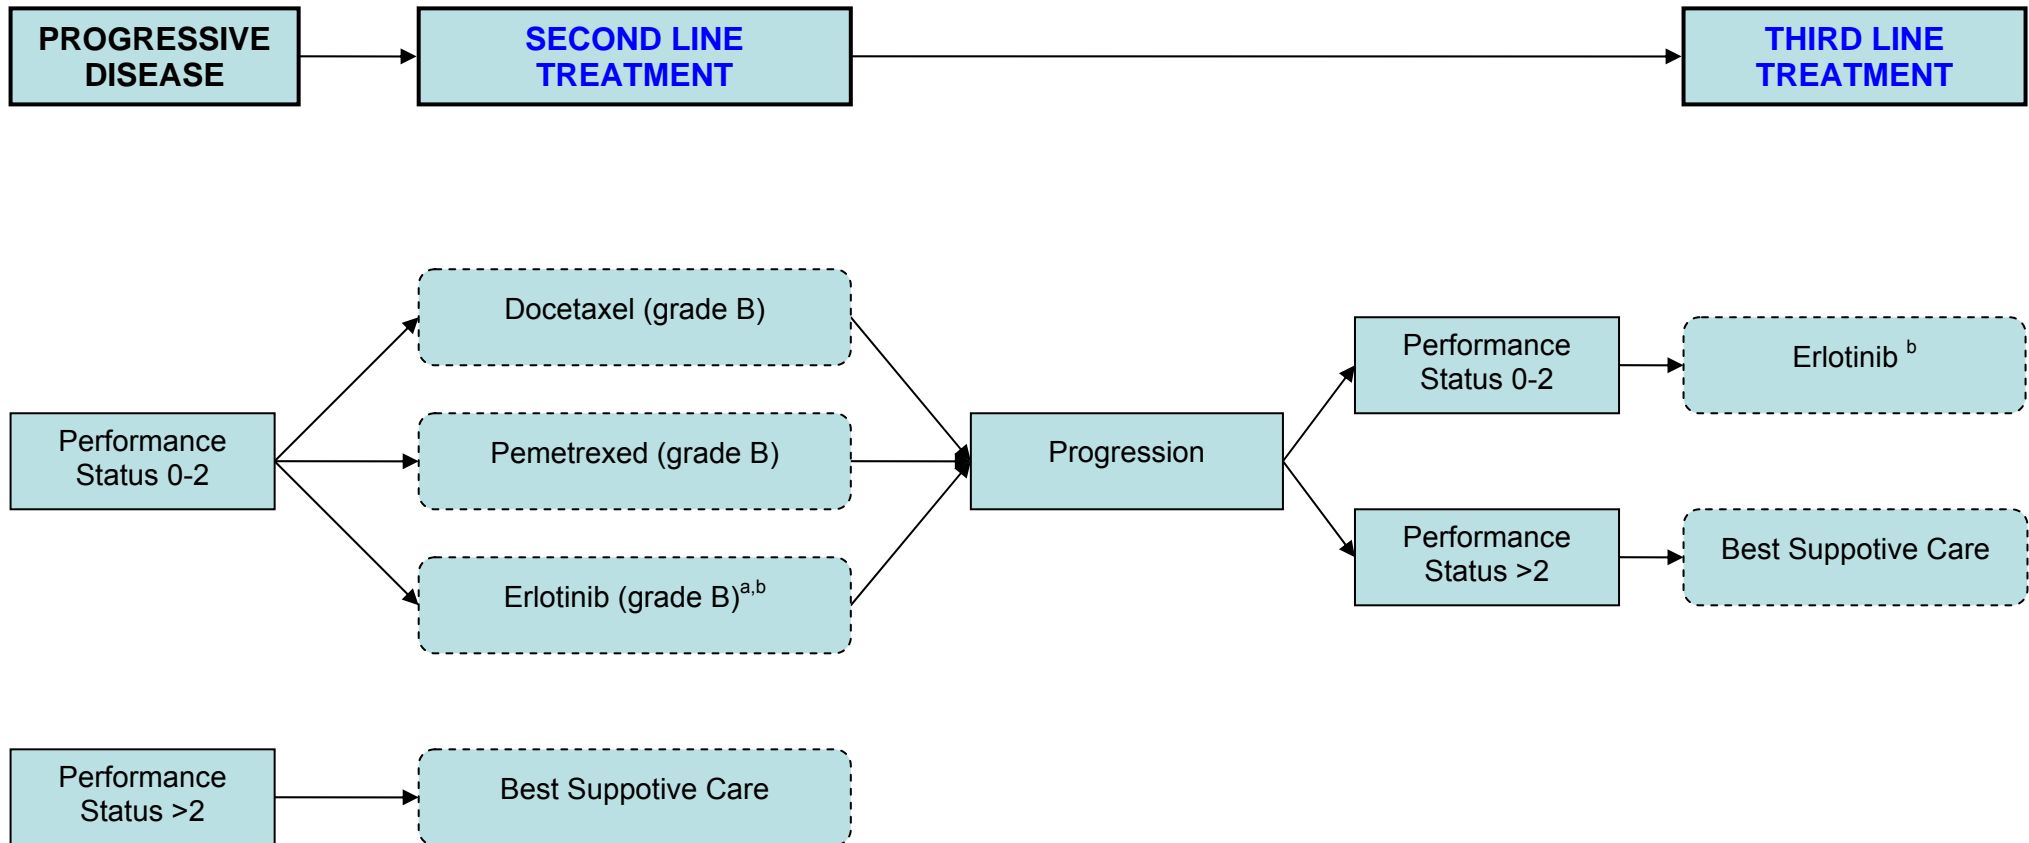 PROGRESSIVE
DISEASE
SECOND LINE
TREATMENT
THIRD LINE
TREATMENT
Performance
Status 0-2
Docetaxel (grade B)
Pemetrexed (grade B)
Erlotinib (grade B)a,b
Progression
Performance
Status 0-2
Erlotinib b
Performance
Status >2
Best Suppotive Care
Performance
Status >2
Best Suppotive Care